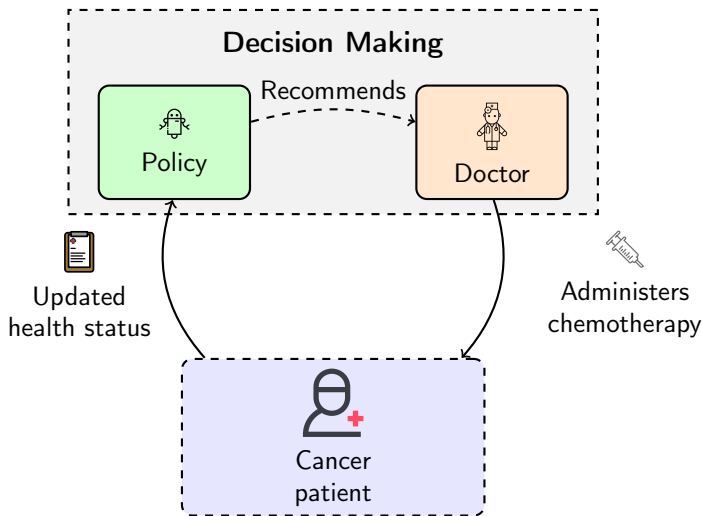 Decision Making
Recommends
Policy
Doctor
Updated
health status
Administers
chemotherapy
Cancer
patient